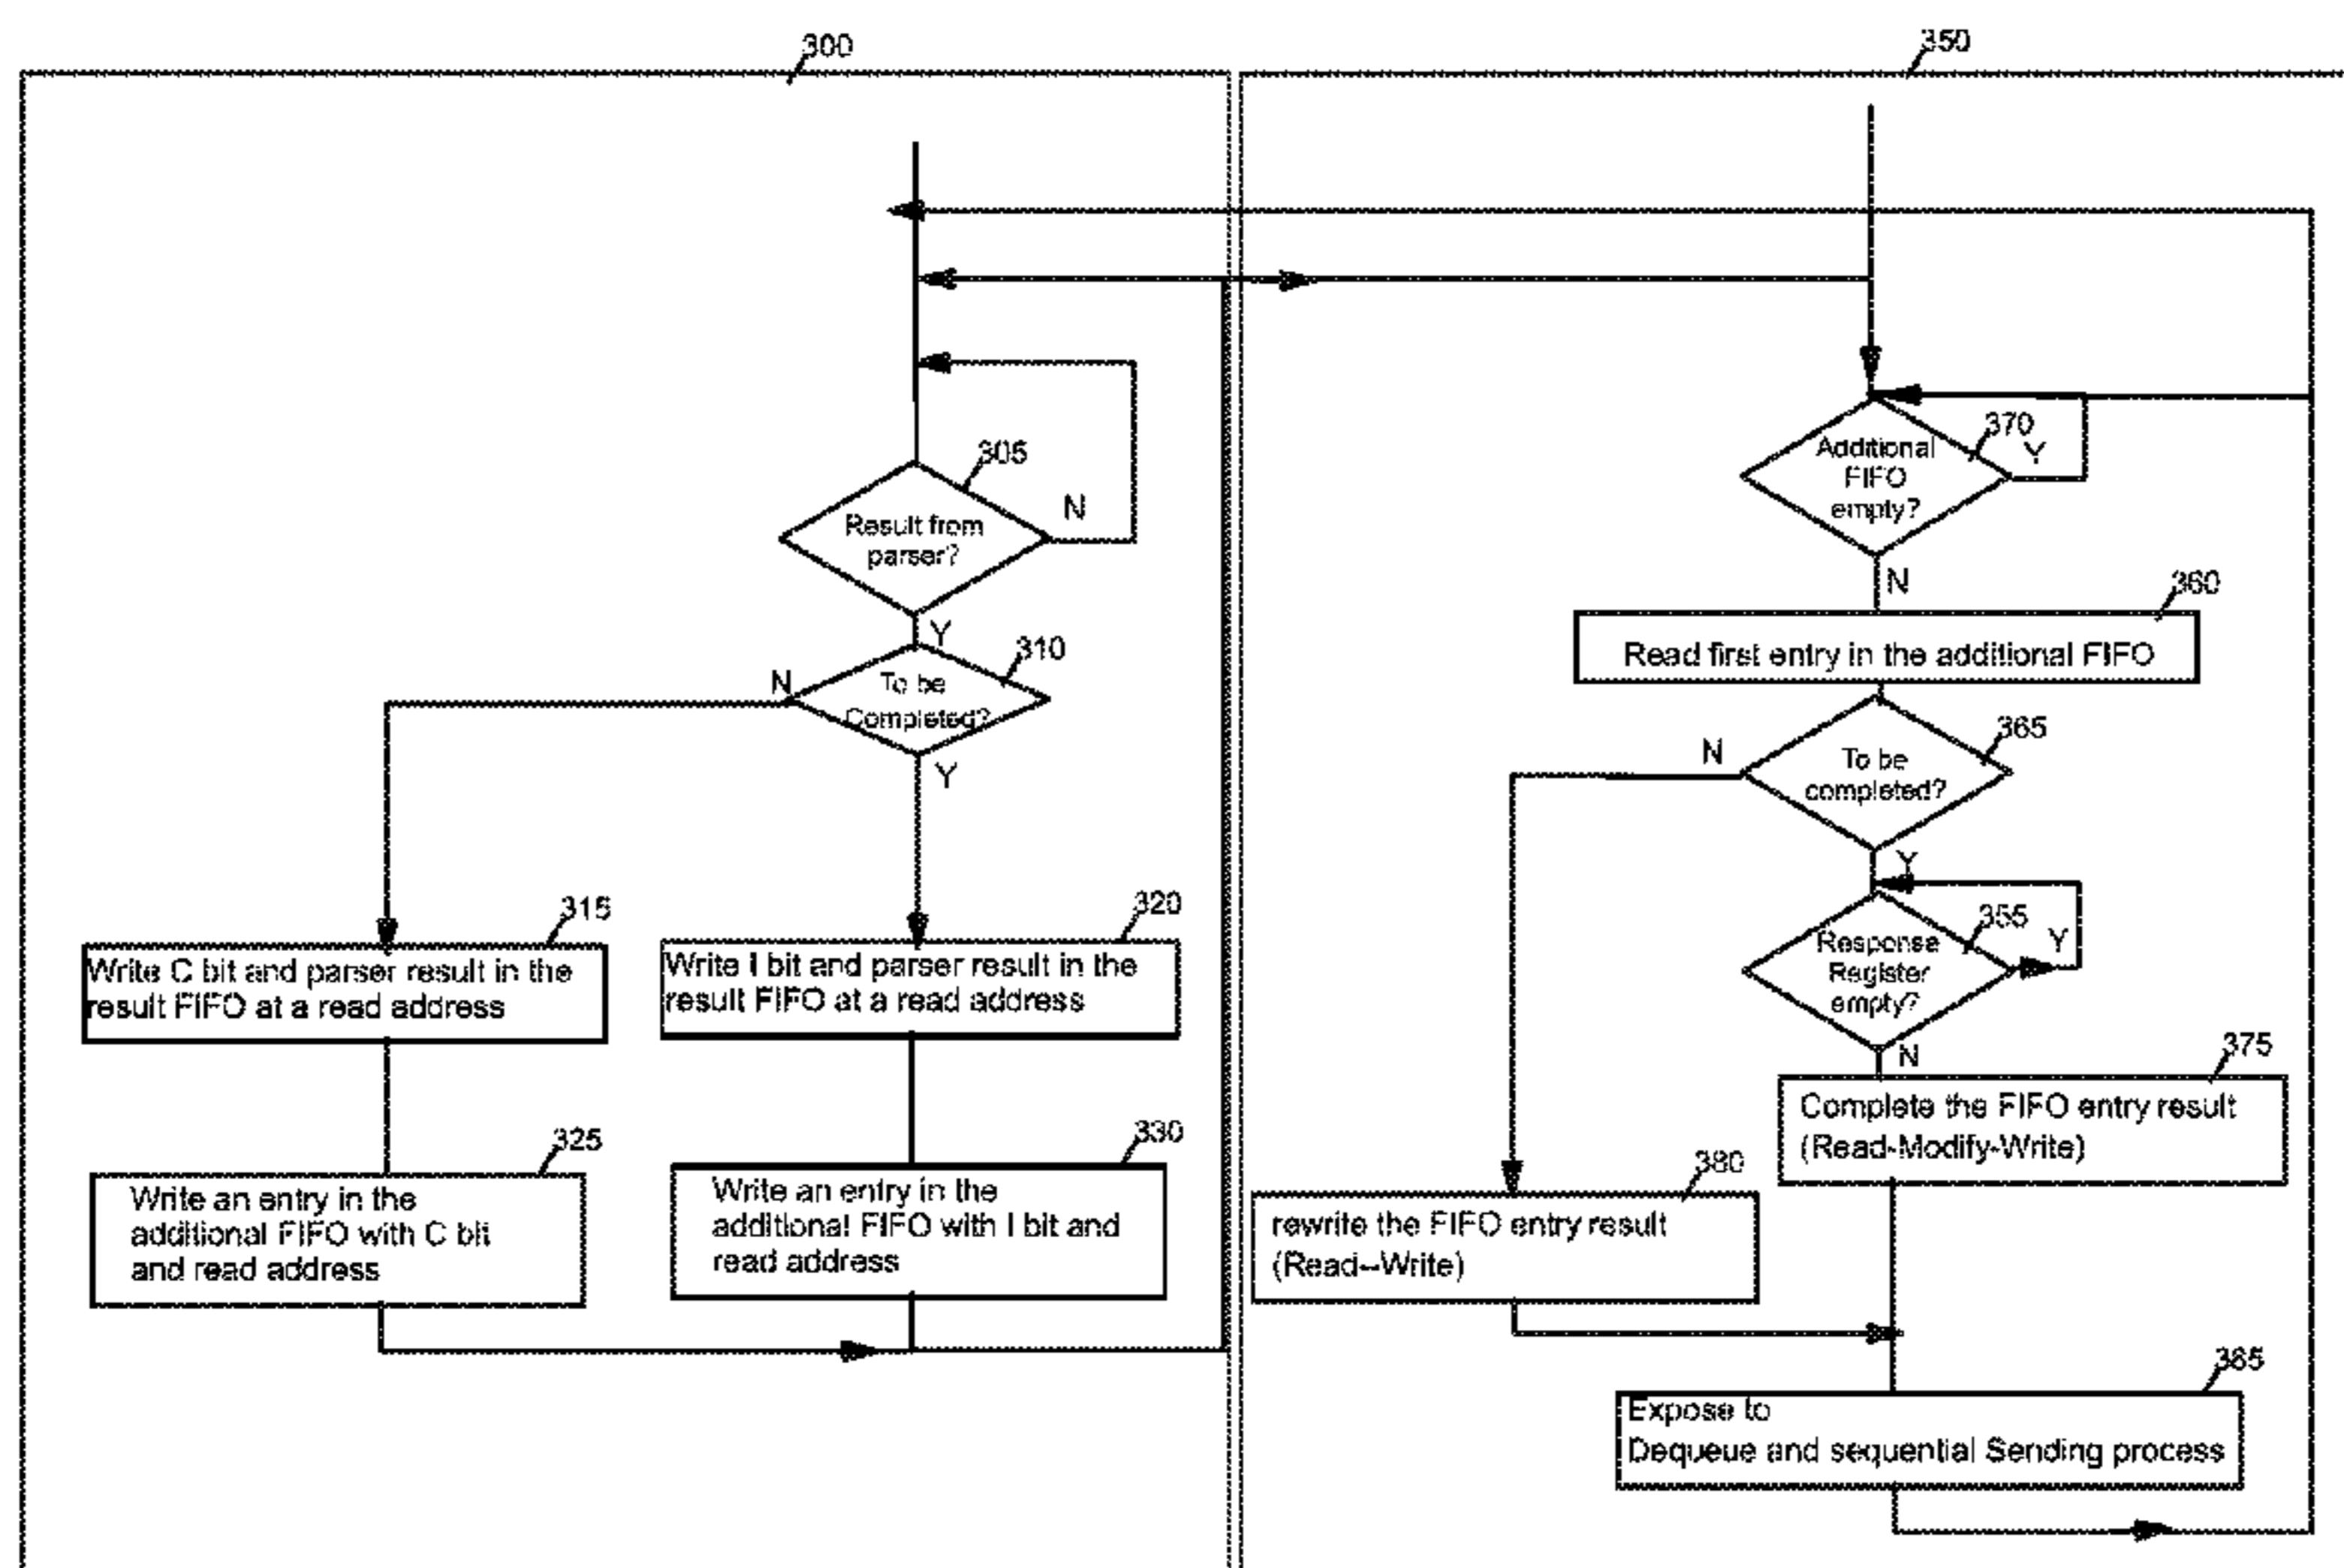 300
350
305
Result from
parser?
N
Y
310
To be
Completed?
N
Y
315
Write C bit and parser result in the
result FIFO at a read address
320
Write I bit and parser result in the
result FIFO at a read address
325
Write an entry in the
additional FIFO with C bit
and read address
330
Write an entry in the
additional FIFO with I bit and
read address
370
Additional
FIFO
empty?
Y
N
360
Read first entry in the additional FIFO
365
To be
completed?
N
Y
355
Response
Register
empty?
Y
N
375
Complete the FIFO entry result
(Read-Modify-Write)
380
rewrite the FIFO entry result
(Read--Write)
385
Expose to
Dequeue and sequential Sending process